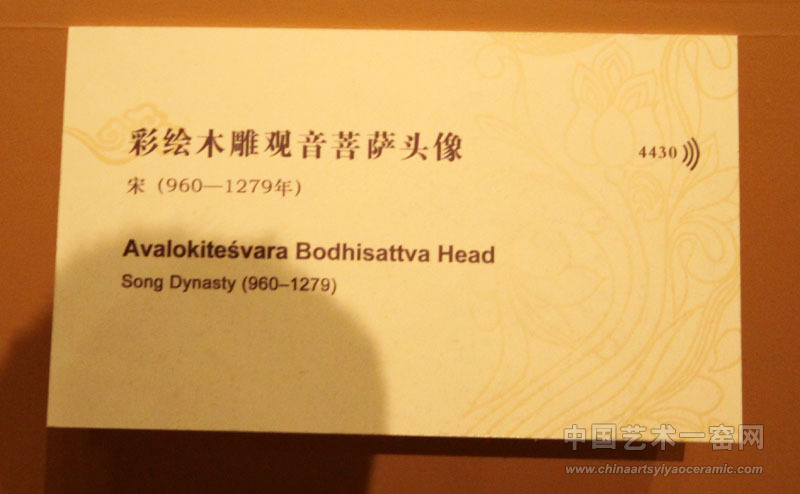 彩绘木雕观音菩萨头像
4430
宋（960—1279年）
Avalokiteśvara Bodhisattva Head
Song Dynasty (960–1279)
中国艺术一窑网
www.chinaartsyiyaoceramic.com